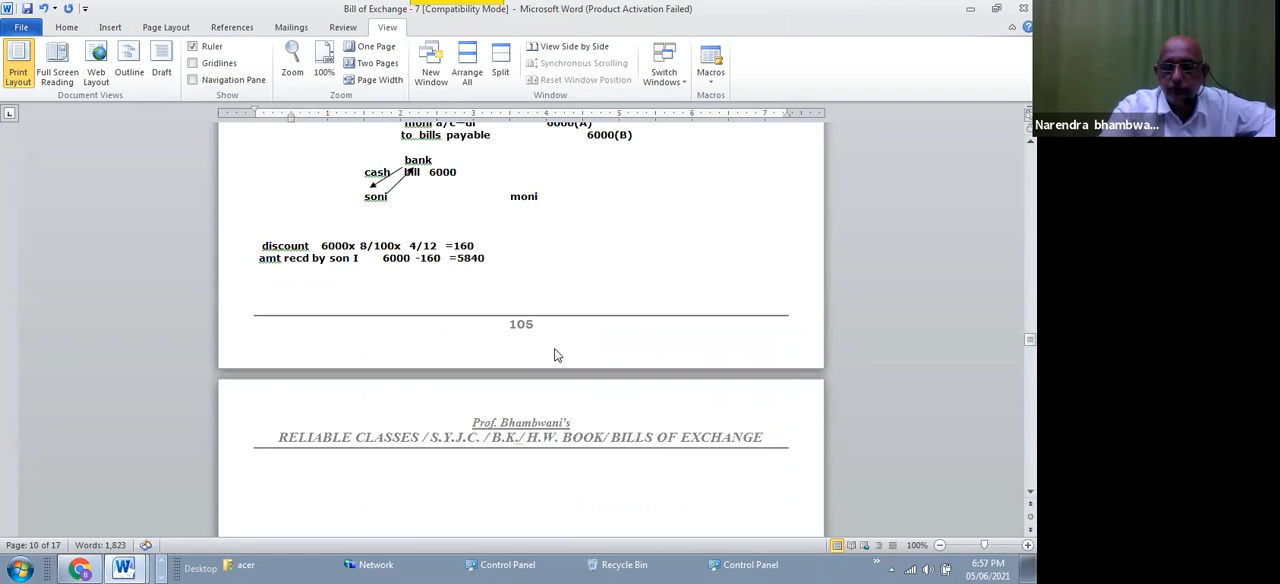 Bill of Exchange - 7 [Compatibility Mode] - Microsoft Word (Product Activation Failed)
File Home Insert Page Layout References Mailings Review View
Print Layout
Full Screen Reading
Web Layout
Outline
Draft
Document Views
Ruler
Gridlines
Navigation Pane
Show
Zoom
100%
One Page
Two Pages
Page Width
Zoom
New Window
Arrange All
Split
View Side by Side
Synchronous Scrolling
Reset Window Position
Window
Switch Windows
Macros
Macros
Narendra bhambwa...
moni a/c—dr 6000(A)
to bills payable 6000(B)
bank
cash bill 6000
soni moni
discount 6000x 8/100x 4/12 =160
amt recd by son I 6000 -160 =5840
105
Prof. Bhambwani's
RELIABLE CLASSES / S.Y.J.C. / B.K./ H.W. BOOK/ BILLS OF EXCHANGE
Page: 10 of 17 Words: 1,823 100%
Desktop acer Network Control Panel Recycle Bin Control Panel
6:57 PM
05/06/2021